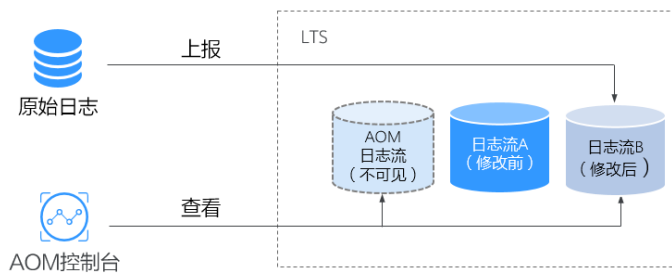 LTS
上报
原始日志
AOM
日志流
（不可见）
日志流A
（修改前）
日志流B
（修改后）
查看
AOM控制台